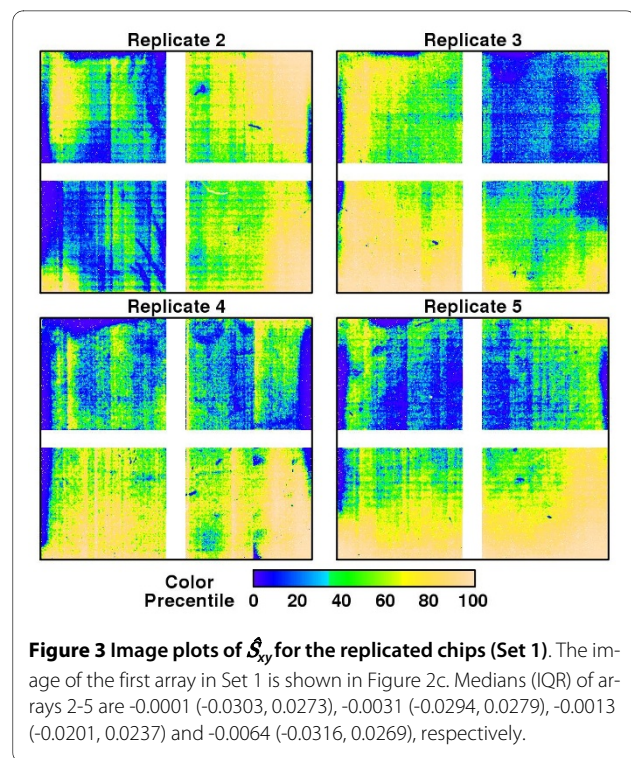 Replicate 2
Replicate 3
Replicate 4
Replicate 5
Color
Precentile
0 20 40 60 80 100
Figure 3 Image plots of Ŝxy for the replicated chips (Set 1). The im-
age of the first array in Set 1 is shown in Figure 2c. Medians (IQR) of ar-
rays 2-5 are -0.0001 (-0.0303, 0.0273), -0.0031 (-0.0294, 0.0279), -0.0013
(-0.0201, 0.0237) and -0.0064 (-0.0316, 0.0269), respectively.